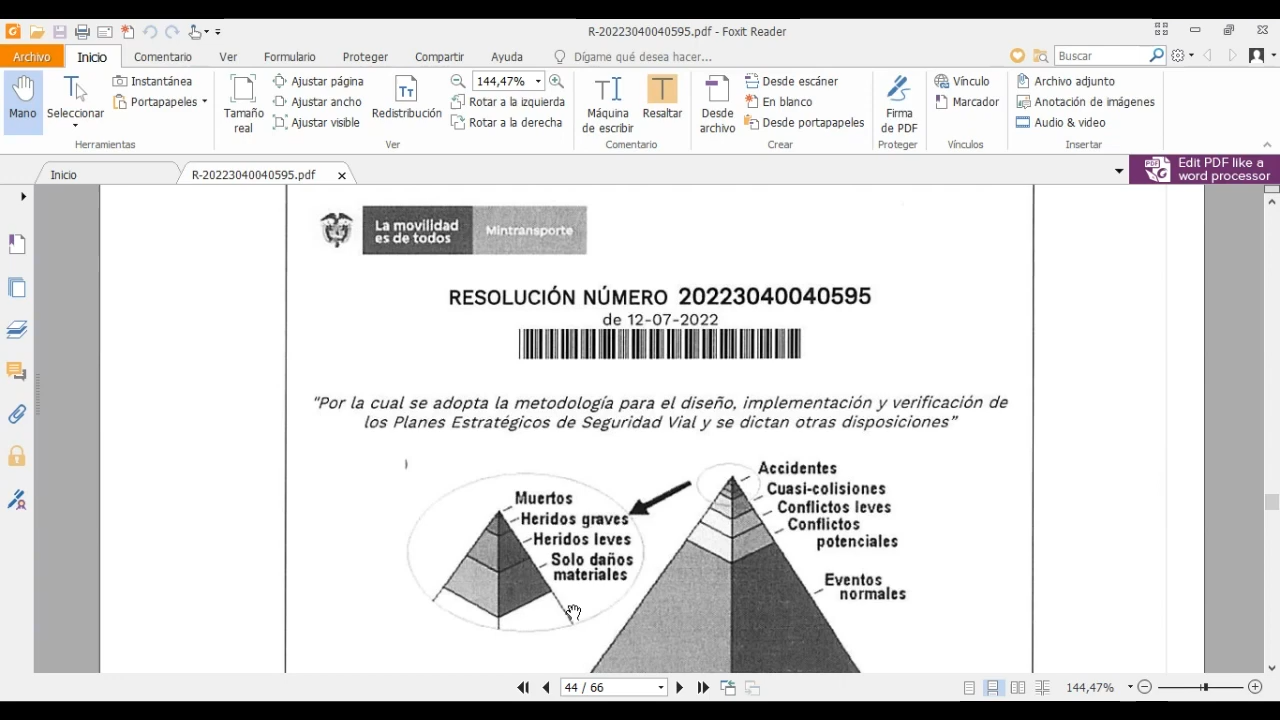 R-20223040040595.pdf - Foxit Reader
Archivo Inicio Comentario Ver Formulario Proteger Compartir Ayuda Dígame qué desea hacer... Buscar
Mano
Seleccionar
Instantánea
Portapapeles
Herramientas
Tamaño real
Ajustar página
Ajustar ancho
Ajustar visible
Redistribución
144,47%
Rotar a la izquierda
Rotar a la derecha
Ver
Máquina de escribir
Resaltar
Comentario
Desde archivo
Desde escáner
En blanco
Desde portapapeles
Crear
Firma de PDF
Proteger
Vínculo
Marcador
Vínculos
Archivo adjunto
Anotación de imágenes
Audio & video
Insertar
Inicio
R-20223040040595.pdf
Edit PDF like a
word processor
La movilidad
es de todos
Mintransporte
RESOLUCIÓN NÚMERO 20223040040595
de 12-07-2022
"Por la cual se adopta la metodología para el diseño, implementación y verificación de
los Planes Estratégicos de Seguridad Vial y se dictan otras disposiciones"
Muertos
Heridos graves
Heridos leves
Solo daños
materiales
Accidentes
Cuasi-colisiones
Conflictos leves
Conflictos
potenciales
Eventos
normales
44 / 66
144,47%